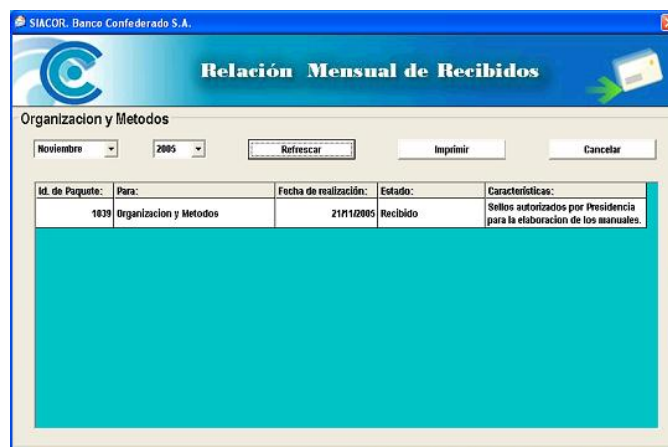 SIACOR. Banco Confederado S.A.
Relación Mensual de Recibidos
Organizacion y Metodos
Noviembre 2005 Refrescar Imprimir Cancelar
Id. de Paquete: Para: Fecha de realización: Estado: Características:
1039 Organizacion y Metodos 21/11/2005 Recibido Sellos autorizados por Presidencia
para la elaboracion de los manuales.